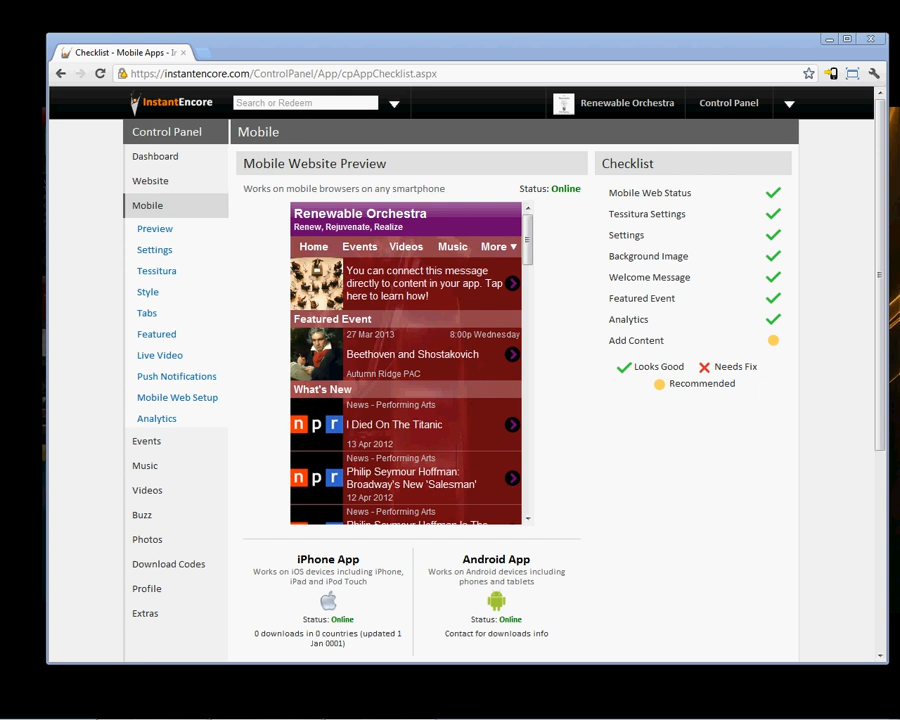 Checklist - Mobile Apps - In
https://instantencore.com/ControlPanel/App/cpAppChecklist.aspx
InstantEncore
Search or Redeem
Renewable Orchestra
Control Panel
Control Panel
Mobile
Dashboard
Website
Mobile
Preview
Settings
Tessitura
Style
Tabs
Featured
Live Video
Push Notifications
Mobile Web Setup
Analytics
Events
Music
Videos
Buzz
Photos
Download Codes
Profile
Extras
Mobile Website Preview
Works on mobile browsers on any smartphone
Status: Online
Renewable Orchestra
Renew, Rejuvenate, Realize
Home Events Videos Music More ▼
You can connect this message
directly to content in your app. Tap
here to learn how!
Featured Event
27 Mar 2013 8:00p Wednesday
Beethoven and Shostakovich
Autumn Ridge PAC
What's New
News - Performing Arts
npr
I Died On The Titanic
13 Apr 2012
News - Performing Arts
npr
Philip Seymour Hoffman:
Broadway's New 'Salesman'
12 Apr 2012
News - Performing Arts
Philip Seymour Hoffman Is The
iPhone App
Works on iOS devices including iPhone,
iPad and iPod Touch
Status: Online
0 downloads in 0 countries (updated 1
Jan 0001)
Android App
Works on Android devices including
phones and tablets
Status: Online
Contact for downloads info
Checklist
Mobile Web Status
Tessitura Settings
Settings
Background Image
Welcome Message
Featured Event
Analytics
Add Content
Looks Good Needs Fix
Recommended